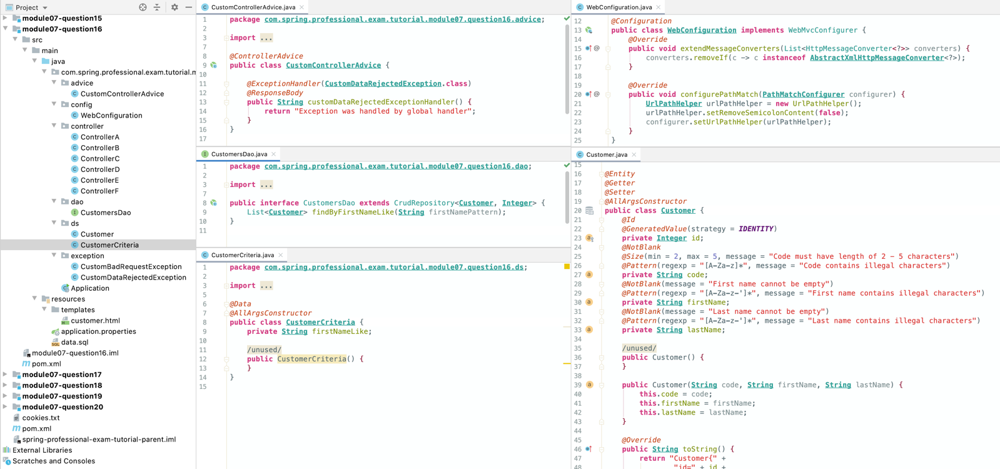 Project
module07-question15
module07-question16
src
main
java
com.spring.professional.exam.tutorial.m
advice
CustomControllerAdvice
config
WebConfiguration
controller
ControllerA
ControllerB
ControllerC
ControllerD
ControllerE
ControllerF
dao
CustomersDao
ds
Customer
CustomerCriteria
exception
CustomBadRequestException
CustomDataRejectedException
Application
resources
templates
customer.html
application.properties
data.sql
module07-question16.iml
pom.xml
module07-question17
module07-question18
module07-question19
module07-question20
cookies.txt
pom.xml
spring-professional-exam-tutorial-parent.iml
External Libraries
Scratches and Consoles
CustomControllerAdvice.java
1 package com.spring.professional.exam.tutorial.module07.question16.advice;
2
3 import ...
7
8 @ControllerAdvice
9 public class CustomControllerAdvice {
10
11 @ExceptionHandler(CustomDataRejectedException.class)
12 @ResponseBody
13 public String customDataRejectedExceptionHandler() {
14 return "Exception was handled by global handler";
15 }
16 }
17
CustomersDao.java
1 package com.spring.professional.exam.tutorial.module07.question16.dao;
2
3 import ...
7
8 public interface CustomersDao extends CrudRepository<Customer, Integer> {
9 List<Customer> findByFirstNameLike(String firstNamePattern);
10 }
11
CustomerCriteria.java
1 package com.spring.professional.exam.tutorial.module07.question16.ds;
2
3 import ...
5
6 @Data
7 @AllArgsConstructor
8 public class CustomerCriteria {
9 private String firstNameLike;
10
11 /unused/
12 public CustomerCriteria() {
13 }
14 }
15
WebConfiguration.java
12 @Configuration
13 public class WebConfiguration implements WebMvcConfigurer {
14 @Override
15 @ public void extendMessageConverters(List<HttpMessageConverter<?>> converters) {
16 converters.removeIf(c -> c instanceof AbstractXmlHttpMessageConverter<?>);
17 }
18
19 @Override
20 @ public void configurePathMatch(PathMatchConfigurer configurer) {
21 UrlPathHelper urlPathHelper = new UrlPathHelper();
22 urlPathHelper.setRemoveSemicolonContent(false);
23 configurer.setUrlPathHelper(urlPathHelper);
24 }
25 }
Customer.java
15
16 @Entity
17 @Getter
18 @Setter
19 @AllArgsConstructor
20 public class Customer {
21 @Id
22 @GeneratedValue(strategy = IDENTITY)
23 private Integer id;
24 @NotBlank
25 @Size(min = 2, max = 5, message = "Code must have length of 2 - 5 characters")
26 @Pattern(regexp = "[A-Za-z]*", message = "Code contains illegal characters")
27 private String code;
28 @NotBlank(message = "First name cannot be empty")
29 @Pattern(regexp = "[A-Za-z-']*", message = "First name contains illegal characters")
30 private String firstName;
31 @NotBlank(message = "Last name cannot be empty")
32 @Pattern(regexp = "[A-Za-z-']*", message = "Last name contains illegal characters")
33 private String lastName;
34
35 /unused/
36 public Customer() {
37 }
38
39 public Customer(String code, String firstName, String lastName) {
40 this.code = code;
41 this.firstName = firstName;
42 this.lastName = lastName;
43 }
44
45 @Override
46 public String toString() {
47 return "Customer{" +
48 "id=" + id +